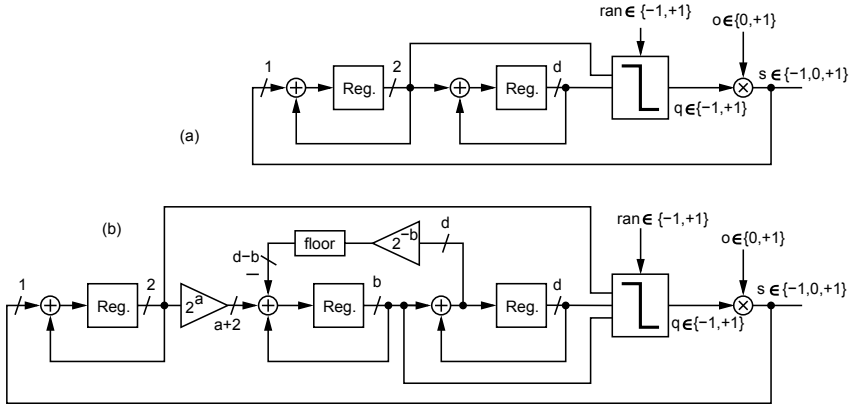 ran ∈ {−1,+1}
o∈{0,+1}
1
2
d
s ∈{−1,0,+1}
Reg.
Reg.
q∈{−1,+1}
(a)
(b)
d
ran∈ {−1,+1}
floor
2^−b
o∈{0,+1}
d−b
−
1
2
b
d
s ∈{−1,0,+1}
Reg.
2^a
Reg.
Reg.
a+2
q∈{−1,+1}